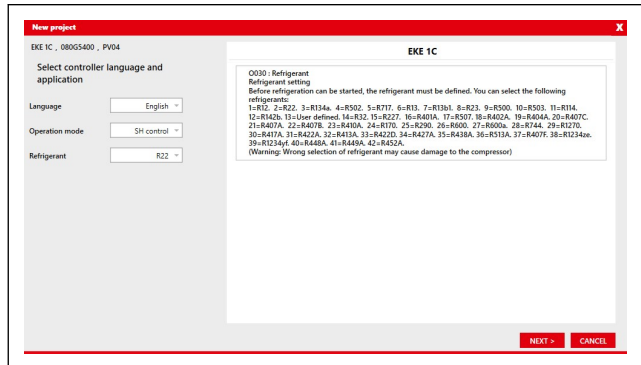 New project
X
EKE 1C , 080G5400 , PV04
Select controller language and
application
Language
English
Operation mode
SH control
Refrigerant
R22
EKE 1C
O030 : Refrigerant
Refrigerant setting
Before refrigeration can be started, the refrigerant must be defined. You can select the following
refrigerants:
1=R12. 2=R22. 3=R134a. 4=R502. 5=R717. 6=R13. 7=R13b1. 8=R23. 9=R500. 10=R503. 11=R114.
12=R142b. 13=User defined. 14=R32. 15=R227. 16=R401A. 17=R507. 18=R402A. 19=R404A. 20=R407C.
21=R407A. 22=R407B. 23=R410A. 24=R170. 25=R290. 26=R600. 27=R600a. 28=R744. 29=R1270.
30=R417A. 31=R422A. 32=R413A. 33=R422D. 34=R427A. 35=R438A. 36=R513A. 37=R407F. 38=R1234ze.
39=R1234yf. 40=R448A. 41=R449A. 42=R452A.
(Warning: Wrong selection of refrigerant may cause damage to the compressor)
NEXT >
CANCEL